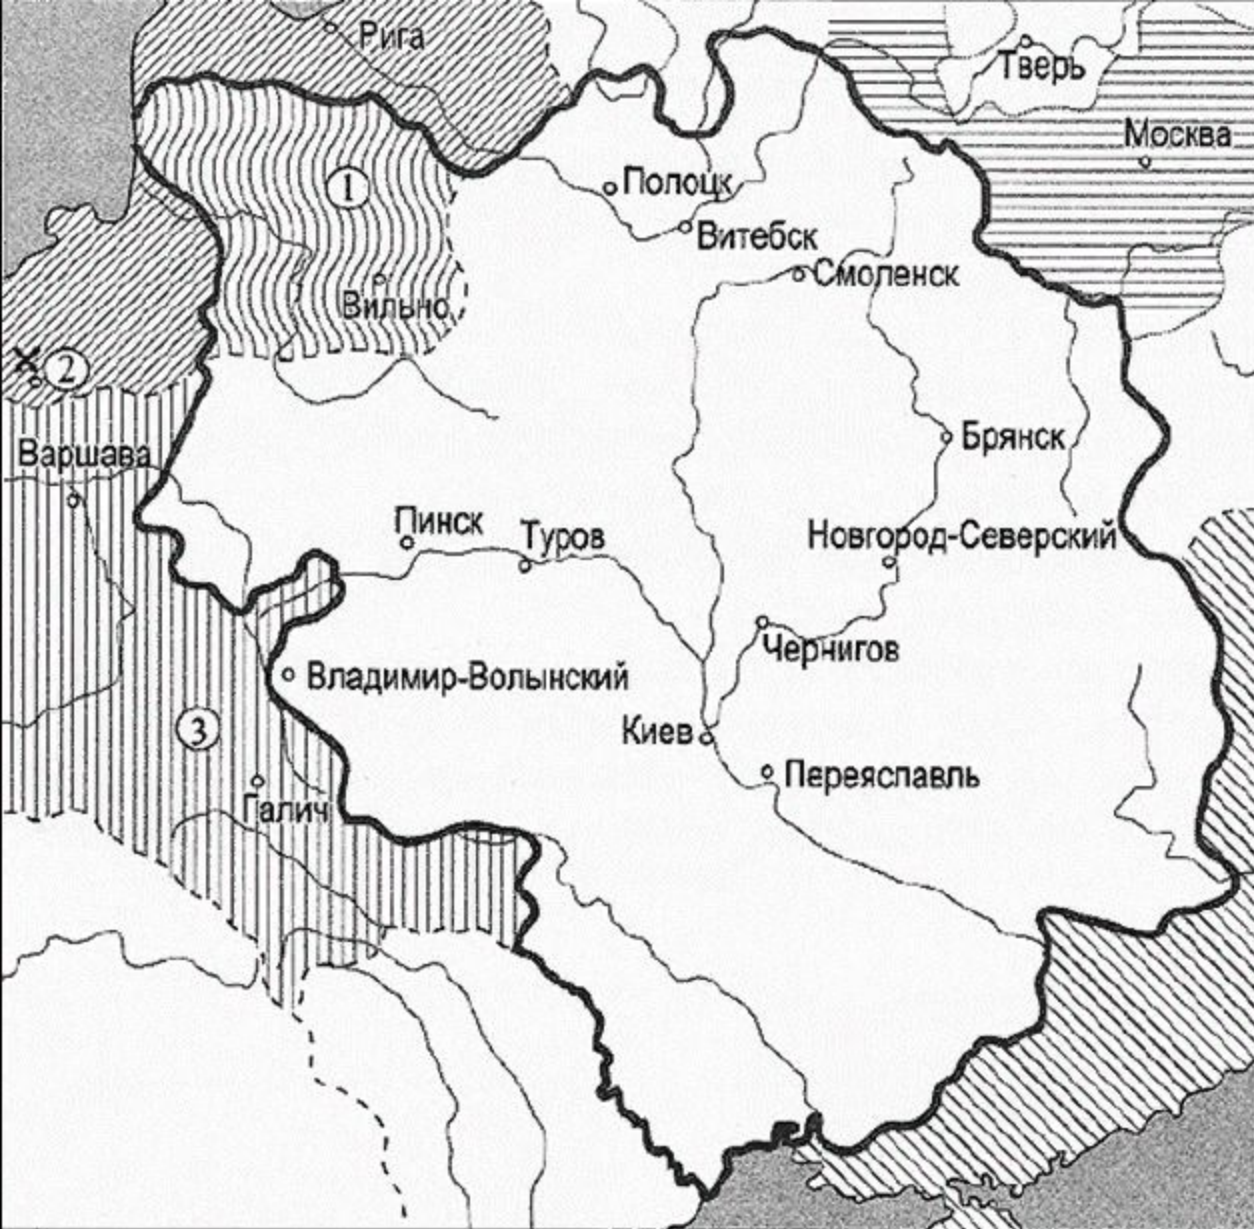 Рига
Тверь
Москва
1
Полоцк
Витебск
Смоленск
Вильно
2
Варшава
Брянск
Пинск
Туров
Новгород-Северский
Чернигов
Владимир-Волынский
3
Киев
Переяславль
Галич